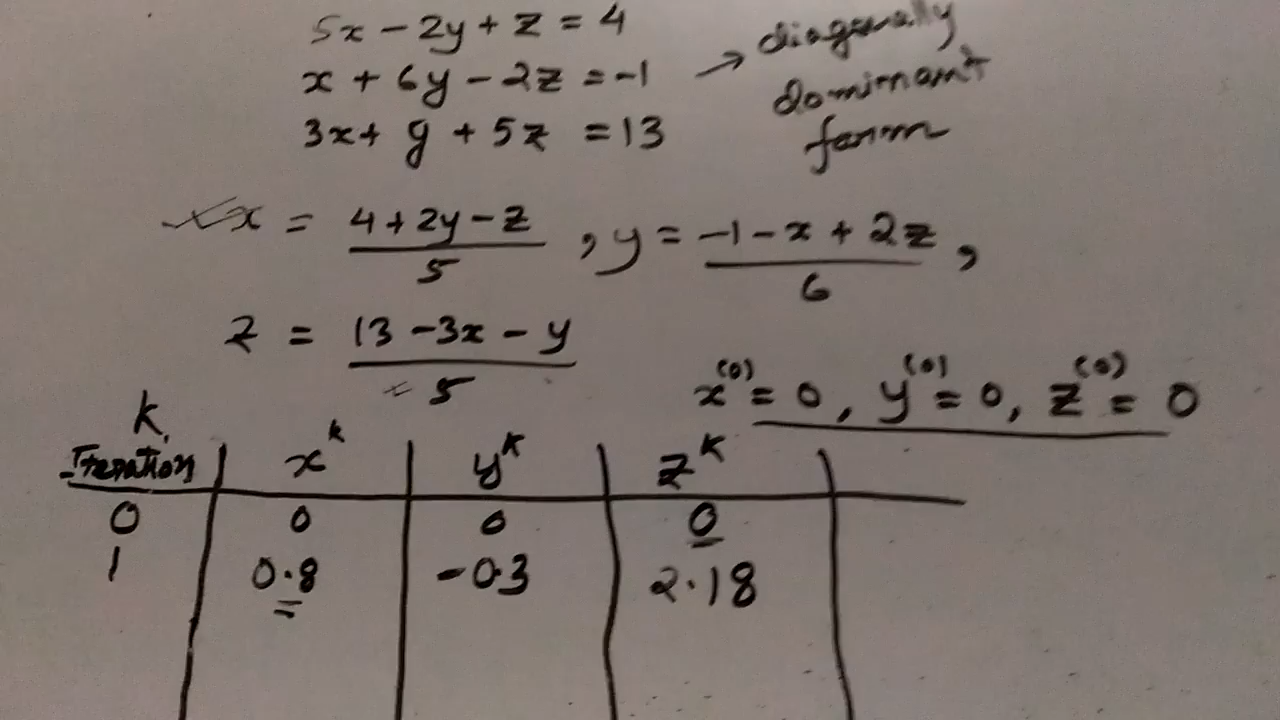 5x - 2y + z = 4
x + 6y - 2z = -1 → diagonally
3x + y + 5z = 13 dominant
form
x = (4 + 2y - z)/5 , y = (-1 - x + 2z)/6 ,
z = (13 - 3x - y)/5
x^(0) = 0, y^(0) = 0, z^(0) = 0
k
Iteration x^k y^k z^k
0 0 0 0
1 0.8 -0.3 2.18